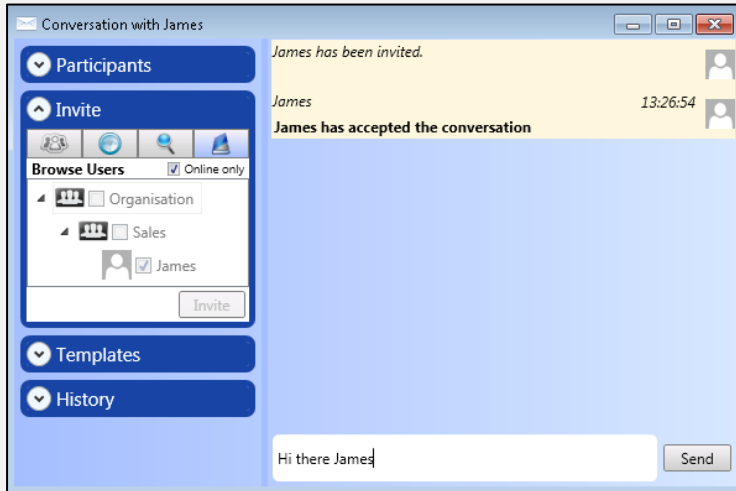 Conversation with James
Participants
Invite
Browse Users Online only
Organisation
Sales
James
Invite
Templates
History
James has been invited.
James 13:26:54
James has accepted the conversation
Hi there James
Send